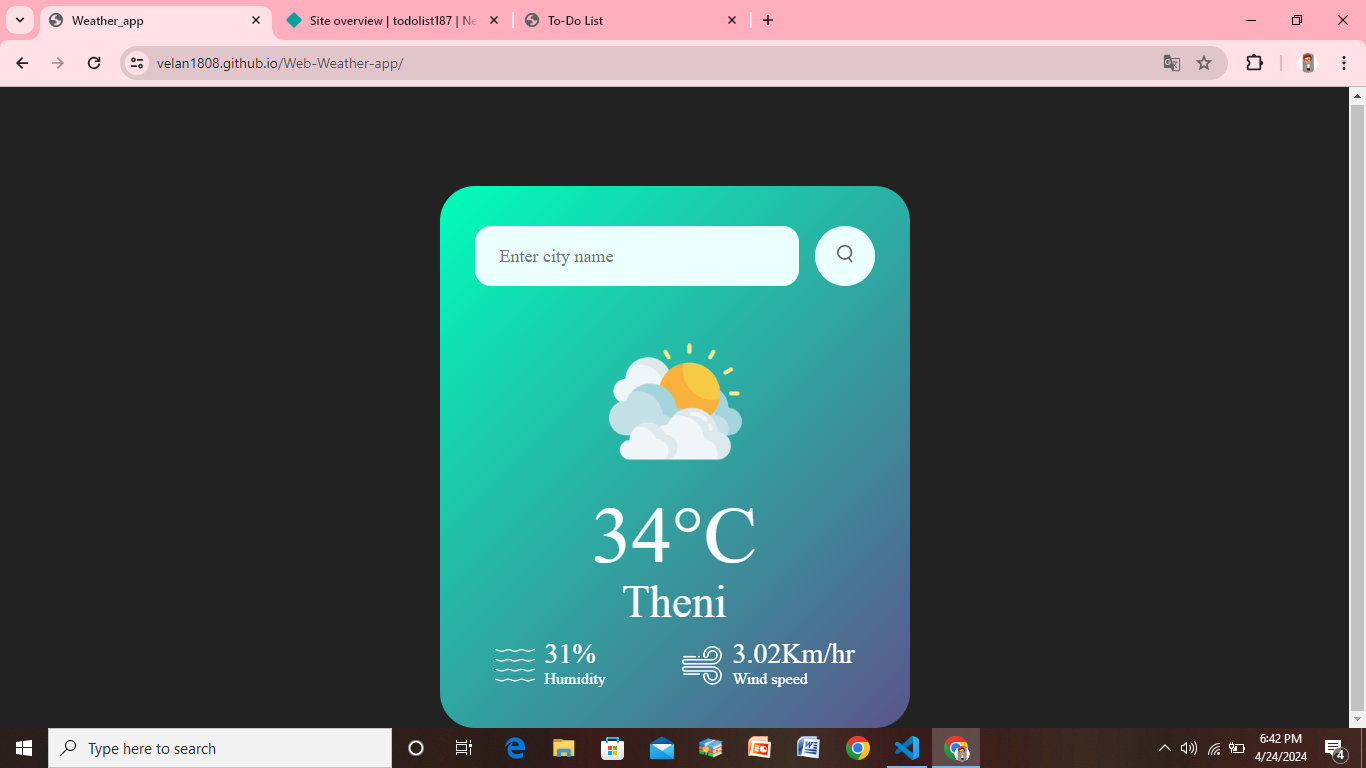 Weather_app
Site overview | todolist187 | Ne
To-Do List
velan1808.github.io/Web-Weather-app/
Enter city name
34°C
Theni
31%
Humidity
3.02Km/hr
Wind speed
Type here to search
6:42 PM
4/24/2024
4